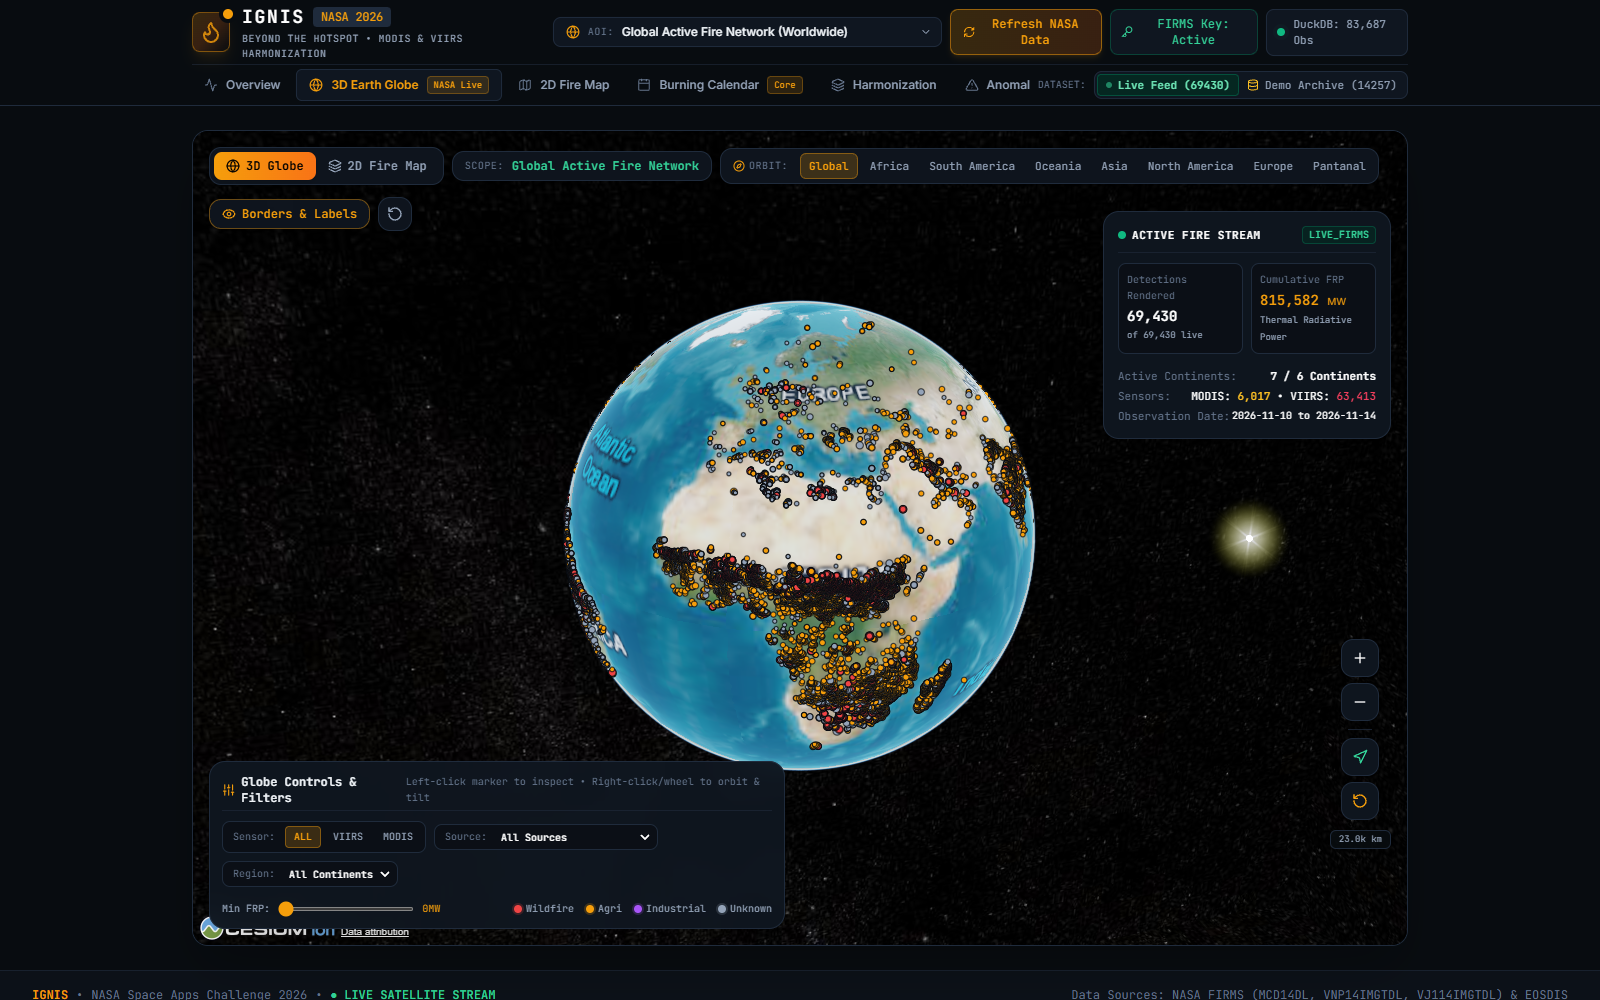 IGNIS NASA 2026
BEYOND THE HOTSPOT • MODIS & VIIRS
HARMONIZATION
AOI: Global Active Fire Network (Worldwide)
Refresh NASA
Data
FIRMS Key:
Active
DuckDB: 83,687
Obs
Overview
3D Earth Globe NASA Live
2D Fire Map
Burning Calendar Core
Harmonization
Anomal
DATASET:
Live Feed (69430)
Demo Archive (14257)
3D Globe
2D Fire Map
SCOPE: Global Active Fire Network
ORBIT: Global Africa South America Oceania Asia North America Europe Pantanal
Borders & Labels
ACTIVE FIRE STREAM LIVE_FIRMS
Detections
Rendered
69,430
of 69,430 live
Cumulative FRP
815,582 MW
Thermal Radiative
Power
Active Continents: 7 / 6 Continents
Sensors: MODIS: 6,017 • VIIRS: 63,413
Observation Date: 2026-11-10 to 2026-11-14
EUROPE
Atlantic
Ocean
23.0k km
Globe Controls &
Filters
Left-click marker to inspect • Right-click/wheel to orbit &
tilt
Sensor: ALL VIIRS MODIS
Source: All Sources
Region: All Continents
Min FRP: 0MW
Wildfire Agri Industrial Unknown
CESIUM ion Data attribution
IGNIS • NASA Space Apps Challenge 2026 • ● LIVE SATELLITE STREAM
Data Sources: NASA FIRMS (MCD14DL, VNP14IMGTDL, VJ114IMGTDL) & EOSDIS